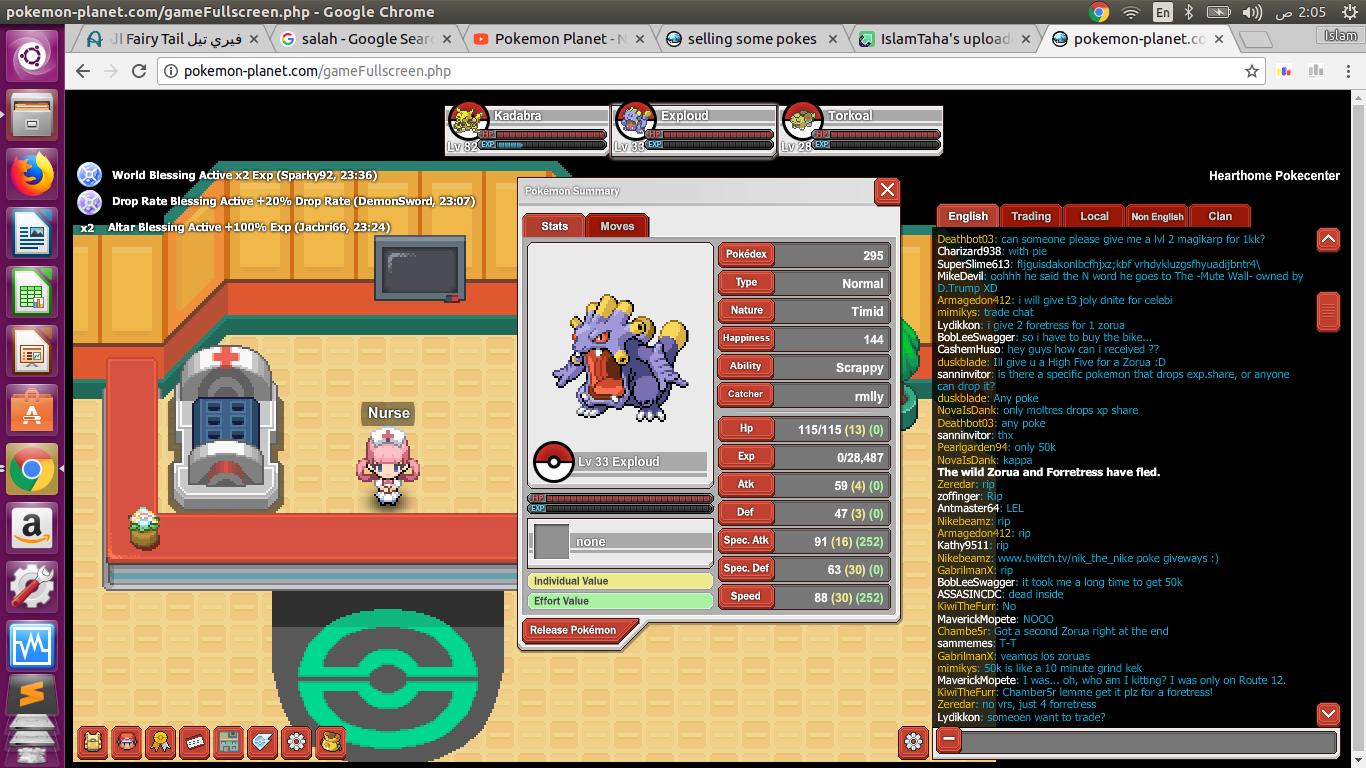 pokemon-planet.com/gameFullscreen.php - Google Chrome
En
2:05 ص
فيري تيل Fairy Tail ال
salah - Google Sear
Pokemon Planet - N
selling some pokes
IslamTaha's upload
pokemon-planet.co
Islam
pokemon-planet.com/gameFullscreen.php
Kadabra
HP
Lv 82 EXP
Exploud
HP
Lv 33 EXP
Torkoal
HP
Lv 28 EXP
World Blessing Active x2 Exp (Sparky92, 23:36)
Drop Rate Blessing Active +20% Drop Rate (DemonSword, 23:07)
x2 Altar Blessing Active +100% Exp (Jacbri66, 23:24)
Hearthome Pokecenter
Nurse
Pokémon Summary
Stats Moves
Lv 33 Exploud
HP
EXP
none
Individual Value
Effort Value
Release Pokémon
Pokédex 295
Type Normal
Nature Timid
Happiness 144
Ability Scrappy
Catcher rmlly
Hp 115/115 (13) (0)
Exp 0/28,487
Atk 59 (4) (0)
Def 47 (3) (0)
Spec. Atk 91 (16) (252)
Spec. Def 63 (30) (0)
Speed 88 (30) (252)
English Trading Local Non English Clan
Deathbot03: can someone please give me a lvl 2 magikarp for 1kk?
Charizard938: with pie
SuperSlime613: fljguisdakonlbcfhjxz;kbf vrhdykluzgsfhyuadijbntr4\
MikeDevil: oohhh he said the N word he goes to The -Mute Wall- owned by
D.Trump XD
Armagedon412: i will give t3 joly dnite for celebi
mimikys: trade chat
Lydikkon: i give 2 foretress for 1 zorua
BobLeeSwagger: so i have to buy the bike...
CashemHuso: hey guys how can i received ??
duskblade: Ill give u a High Five for a Zorua :D
sanninvitor: is there a specific pokemon that drops exp.share, or anyone
can drop it?
duskblade: Any poke
NovaIsDank: only moltres drops xp share
Deathbot03: any poke
sanninvitor: thx
Pearlgarden94: only 50k
NovaIsDank: kappa
The wild Zorua and Forretress have fled.
Zeredar: rip
zoffinger: Rip
Antmaster64: LEL
Nikebeamz: rip
Armagedon412: rip
Kathy9511: rip
Nikebeamz: www.twitch.tv/nik_the_nike poke giveways :)
GabrilmanX: rip
BobLeeSwagger: it took me a long time to get 50k
ASSASINCDC: dead inside
KiwiTheFurr: No
MaverickMopete: NOOO
Chambe5r: Got a second Zorua right at the end
sammemes: T-T
GabrilmanX: veamos los zoruas
mimikys: 50k is like a 10 minute grind kek
MaverickMopete: I was... oh, who am I kitting? I was only on Route 12.
KiwiTheFurr: Chamber5r lemme get it plz for a foretress!
Zeredar: no vrs, just 4 forretress
Lydikkon: someoen want to trade?